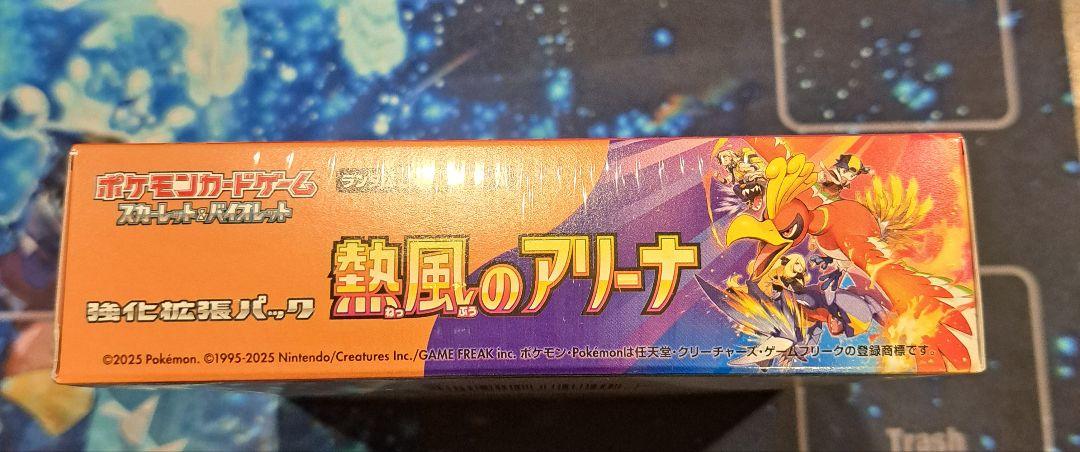 ポケモンカードゲーム
スカーレット&バイオレット
強化拡張パック
熱風のアリーナ
ねっ ぷう
©2025 Pokémon. ©1995-2025 Nintendo/Creatures Inc./GAME FREAK inc. ポケモン・Pokémonは任天堂・クリーチャーズ・ゲームフリークの登録商標です。
Trash